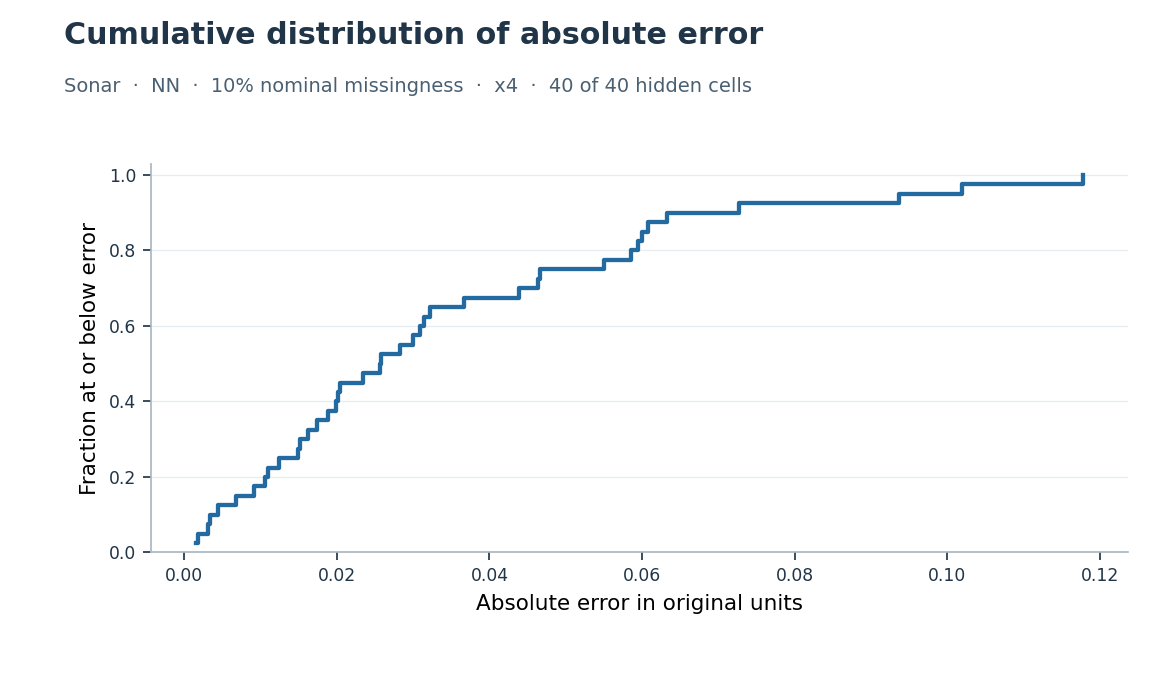 Cumulative distribution of absolute error
Sonar · NN · 10% nominal missingness · x4 · 40 of 40 hidden cells
Fraction at or below error
1.0
0.8
0.6
0.4
0.2
0.0
0.00 0.02 0.04 0.06 0.08 0.10 0.12
Absolute error in original units